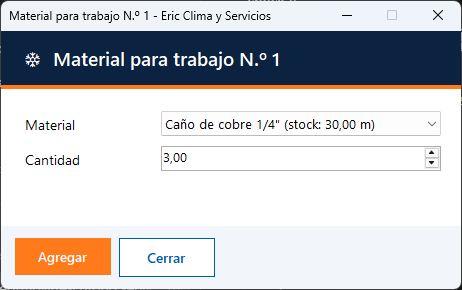 Material para trabajo N.º 1 - Eric Clima y Servicios
Material para trabajo N.º 1
Material
Caño de cobre 1/4" (stock: 30,00 m)
Cantidad
3,00
Agregar
Cerrar